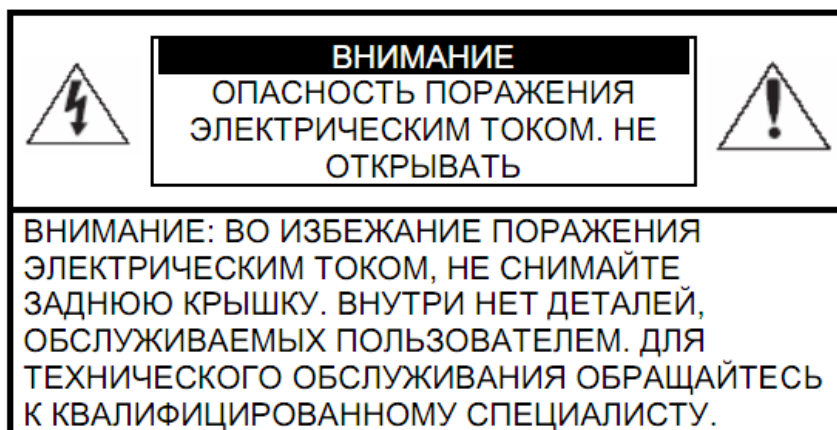 ВНИМАНИЕ
ОПАСНОСТЬ ПОРАЖЕНИЯ
ЭЛЕКТРИЧЕСКИМ ТОКОМ. НЕ
ОТКРЫВАТЬ
ВНИМАНИЕ: ВО ИЗБЕЖАНИЕ ПОРАЖЕНИЯ
ЭЛЕКТРИЧЕСКИМ ТОКОМ, НЕ СНИМАЙТЕ
ЗАДНЮЮ КРЫШКУ. ВНУТРИ НЕТ ДЕТАЛЕЙ,
ОБСЛУЖИВАЕМЫХ ПОЛЬЗОВАТЕЛЕМ. ДЛЯ
ТЕХНИЧЕСКОГО ОБСЛУЖИВАНИЯ ОБРАЩАЙТЕСЬ
К КВАЛИФИЦИРОВАННОМУ СПЕЦИАЛИСТУ.